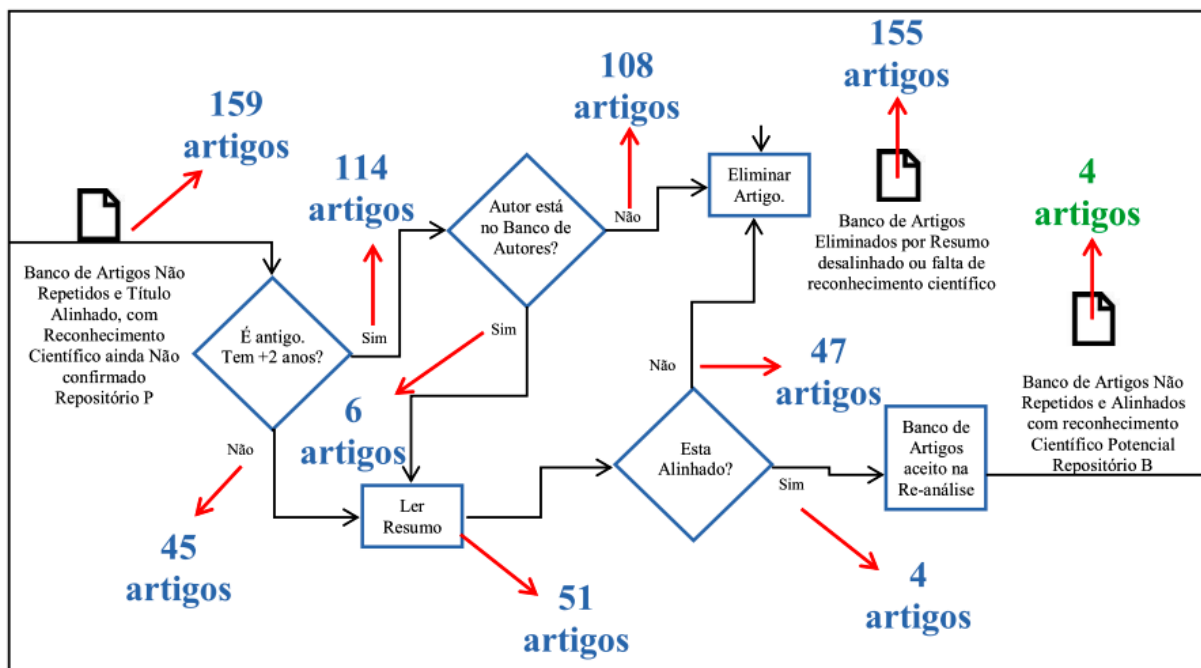 159
artigos
Banco de Artigos Não
Repetidos e Título
Alinhado, com
Reconhecimento
Científico ainda Não
confirmado
Repositório P
É antigo.
Tem +2 anos?
Sim
114
artigos
Não
45
artigos
Autor está
no Banco de
Autores?
Não
108
artigos
Sim
6
artigos
Ler
Resumo
51
artigos
Esta
Alinhado?
Não
47
artigos
Sim
4
artigos
Eliminar
Artigo.
155
artigos
Banco de Artigos
Eliminados por Resumo
desalinhado ou falta de
reconhecimento científico
Banco de
Artigos
aceito na
Re-análise
4
artigos
Banco de Artigos Não
Repetidos e Alinhados
com reconhecimento
Científico Potencial
Repositório B